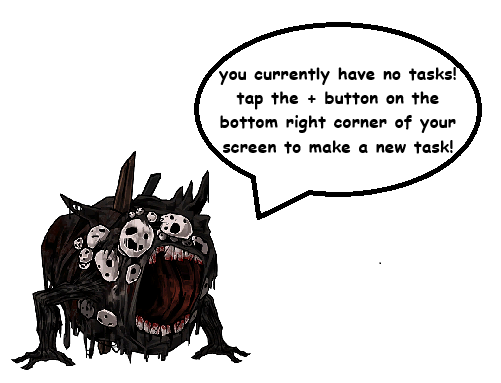 you currently have no tasks!
tap the + button on the
bottom right corner of your
screen to make a new task!